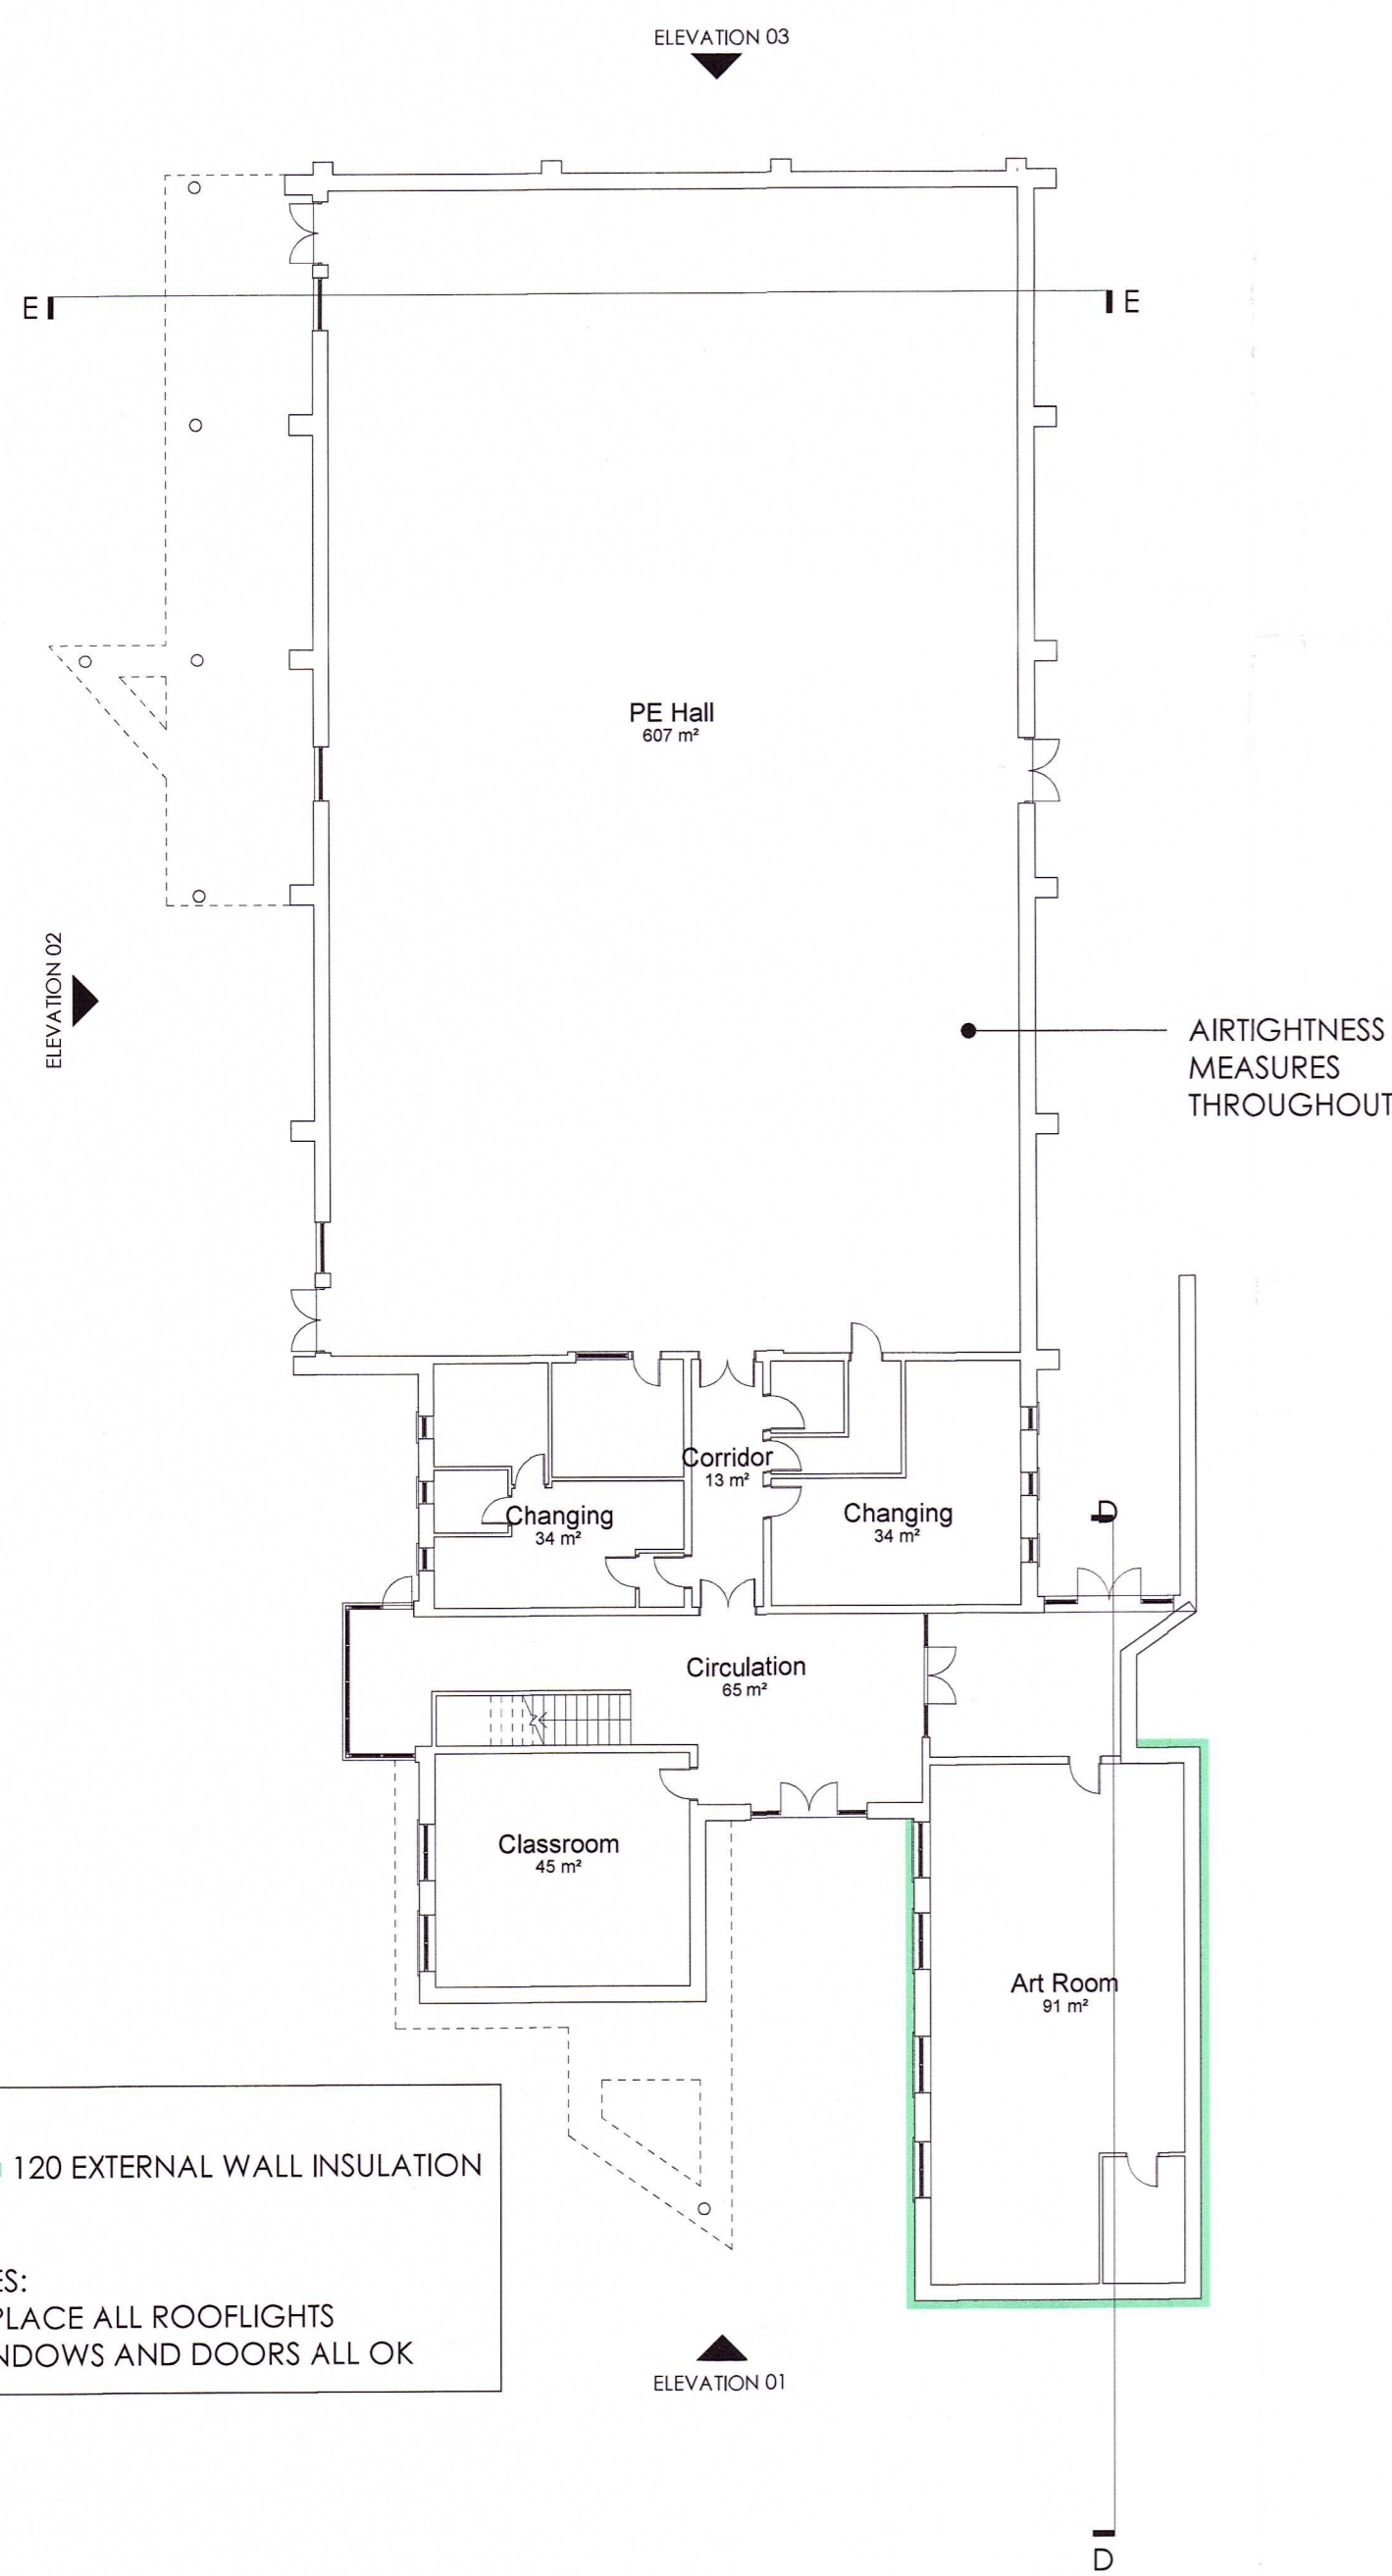 ELEVATION 03
E
E
PE Hall
607 m²
ELEVATION 02
AIRTIGHTNESS
MEASURES
THROUGHOUT
Corridor
13 m²
Changing
34 m²
Changing
34 m²
D
Circulation
65 m²
Classroom
45 m²
Art Room
91 m²
120 EXTERNAL WALL INSULATION
ES:
PLACE ALL ROOFLIGHTS
NDOWS AND DOORS ALL OK
ELEVATION 01
D